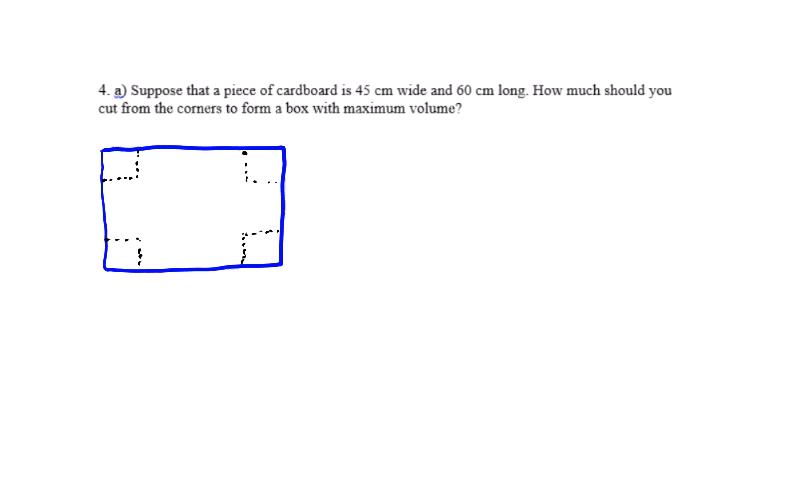 4. a) Suppose that a piece of cardboard is 45 cm wide and 60 cm long. How much should you
cut from the corners to form a box with maximum volume?